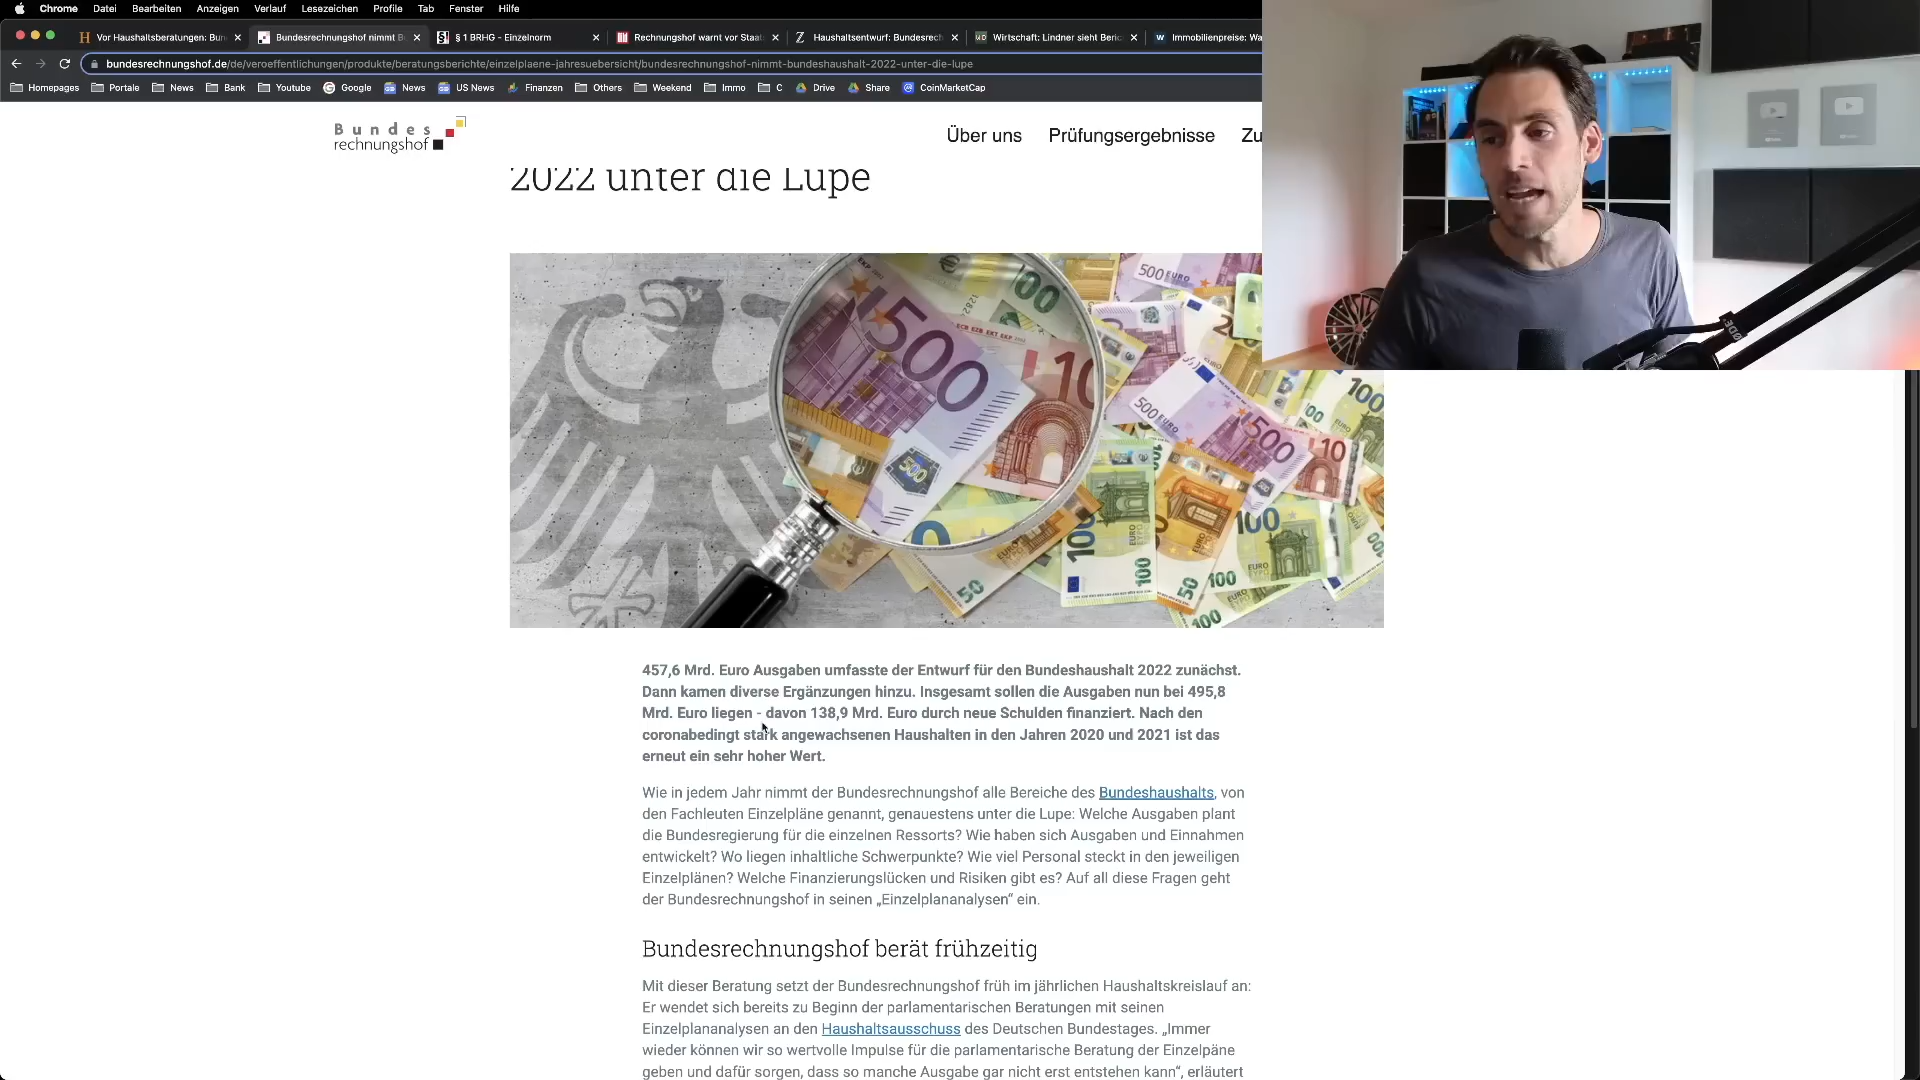 Chrome Datei Bearbeiten Anzeigen Verlauf Lesezeichen Profile Tab Fenster Hilfe
Vor Haushaltsberatungen: Bun
Bundesrechnungshof nimmt B
§ 1 BRHG - Einzelnorm
Rechnungshof warnt vor Staat
Haushaltsentwurf: Bundesrech
Wirtschaft: Lindner sieht Beric
Immobilienpreise: Wa
bundesrechnungshof.de/de/veroeffentlichungen/produkte/beratungsberichte/einzelplaene-jahresuebersicht/bundesrechnungshof-nimmt-bundeshaushalt-2022-unter-die-lupe
Homepages Portale News Bank Youtube Google News US News Finanzen Others Weekend Immo C Drive Share CoinMarketCap
Bundes
rechnungshof
Über uns Prüfungsergebnisse Zu
2022 unter die Lupe
457,6 Mrd. Euro Ausgaben umfasste der Entwurf für den Bundeshaushalt 2022 zunächst.
Dann kamen diverse Ergänzungen hinzu. Insgesamt sollen die Ausgaben nun bei 495,8
Mrd. Euro liegen - davon 138,9 Mrd. Euro durch neue Schulden finanziert. Nach den
coronabedingt stark angewachsenen Haushalten in den Jahren 2020 und 2021 ist das
erneut ein sehr hoher Wert.
Wie in jedem Jahr nimmt der Bundesrechnungshof alle Bereiche des Bundeshaushalts, von
den Fachleuten Einzelpläne genannt, genauestens unter die Lupe: Welche Ausgaben plant
die Bundesregierung für die einzelnen Ressorts? Wie haben sich Ausgaben und Einnahmen
entwickelt? Wo liegen inhaltliche Schwerpunkte? Wie viel Personal steckt in den jeweiligen
Einzelplänen? Welche Finanzierungslücken und Risiken gibt es? Auf all diese Fragen geht
der Bundesrechnungshof in seinen „Einzelplananalysen“ ein.
Bundesrechnungshof berät frühzeitig
Mit dieser Beratung setzt der Bundesrechnungshof früh im jährlichen Haushaltskreislauf an:
Er wendet sich bereits zu Beginn der parlamentarischen Beratungen mit seinen
Einzelplananalysen an den Haushaltsausschuss des Deutschen Bundestages. „Immer
wieder können wir so wertvolle Impulse für die parlamentarische Beratung der Einzelpäne
geben und dafür sorgen, dass so manche Ausgabe gar nicht erst entstehen kann“, erläutert